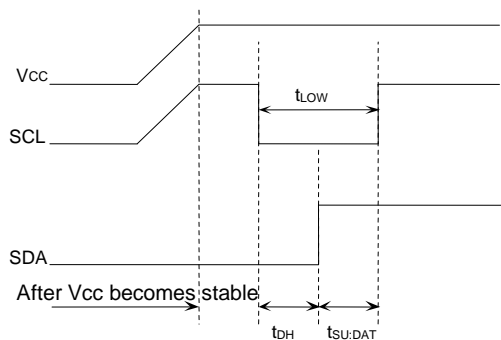 VCC
tLOW
SCL
SDA
After Vcc becomes stable
tDH
tSU:DAT